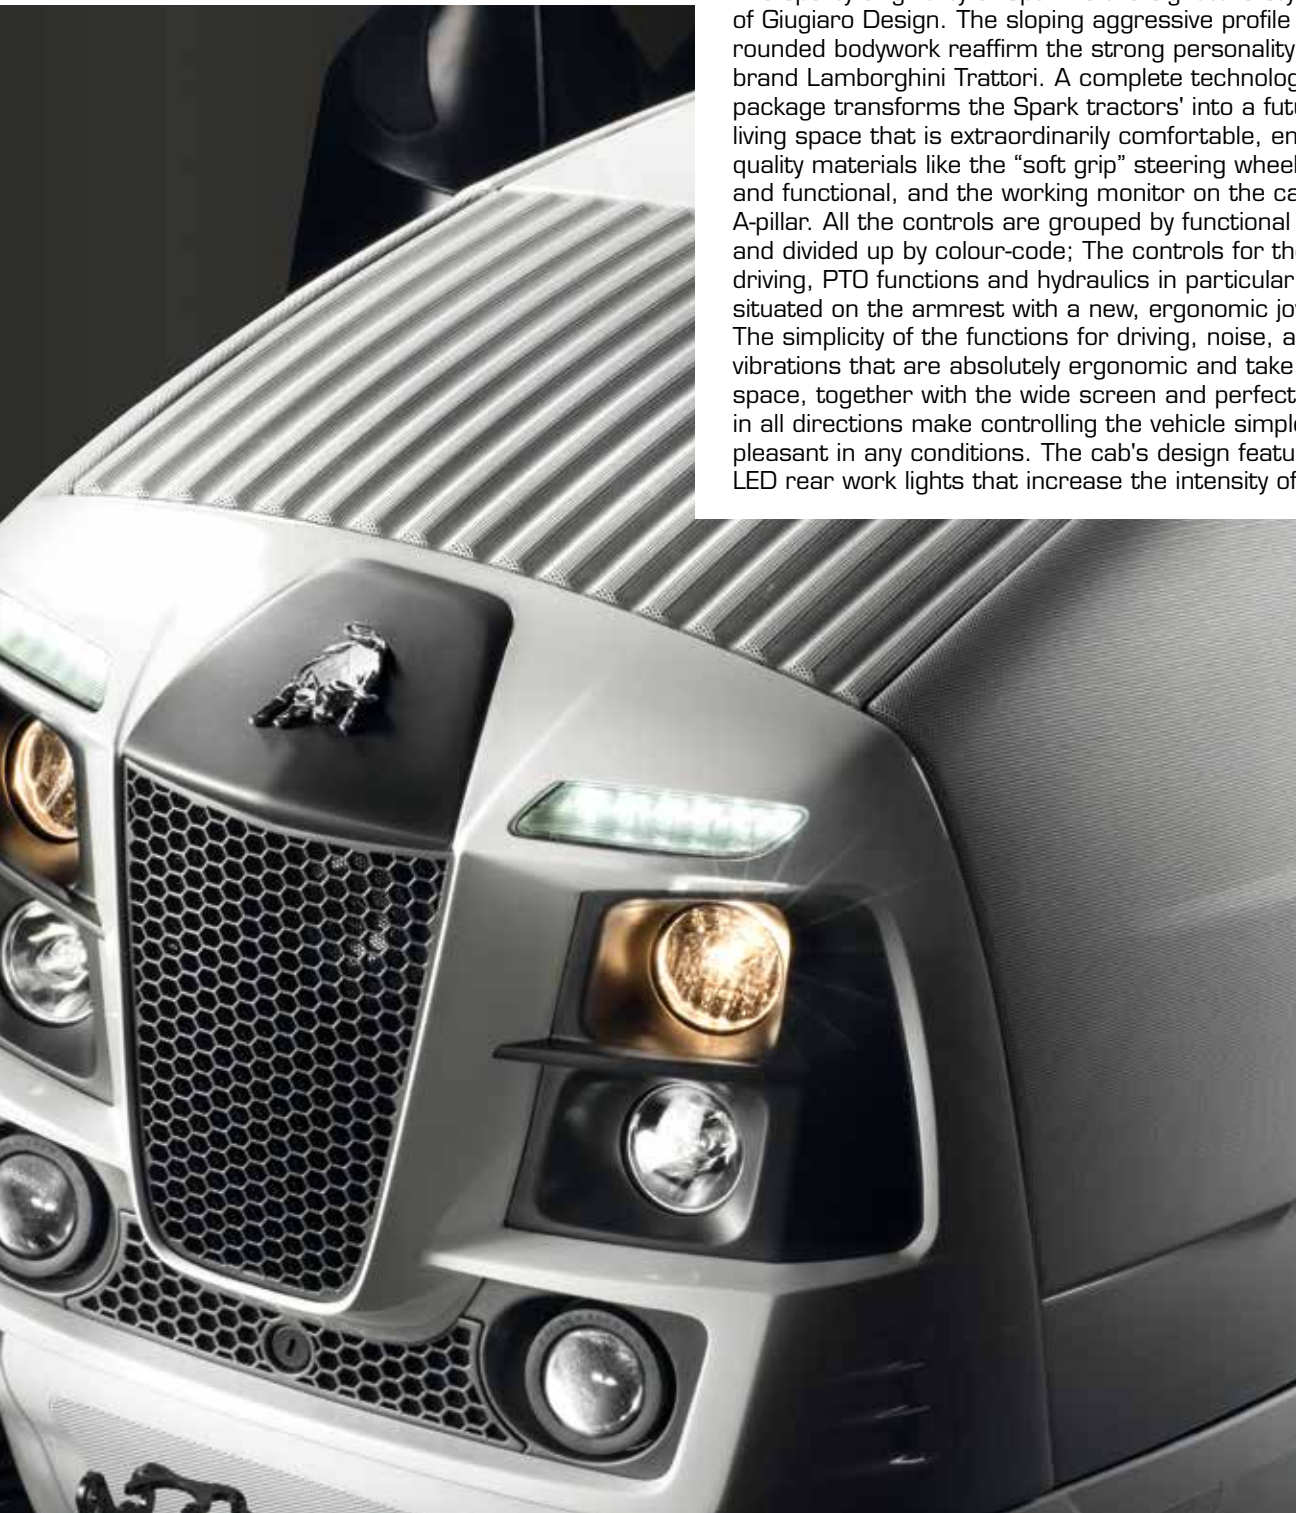 of Giugiaro Design. The sloping aggressive profile
rounded bodywork reaffirm the strong personality
brand Lamborghini Trattori. A complete technolog
package transforms the Spark tractors' into a futu
living space that is extraordinarily comfortable, en
quality materials like the “soft grip” steering wheel
and functional, and the working monitor on the ca
A-pillar. All the controls are grouped by functional
and divided up by colour-code; The controls for the
driving, PTO functions and hydraulics in particular
situated on the armrest with a new, ergonomic joy
The simplicity of the functions for driving, noise, a
vibrations that are absolutely ergonomic and take
space, together with the wide screen and perfect
in all directions make controlling the vehicle simple
pleasant in any conditions. The cab's design featu
LED rear work lights that increase the intensity of